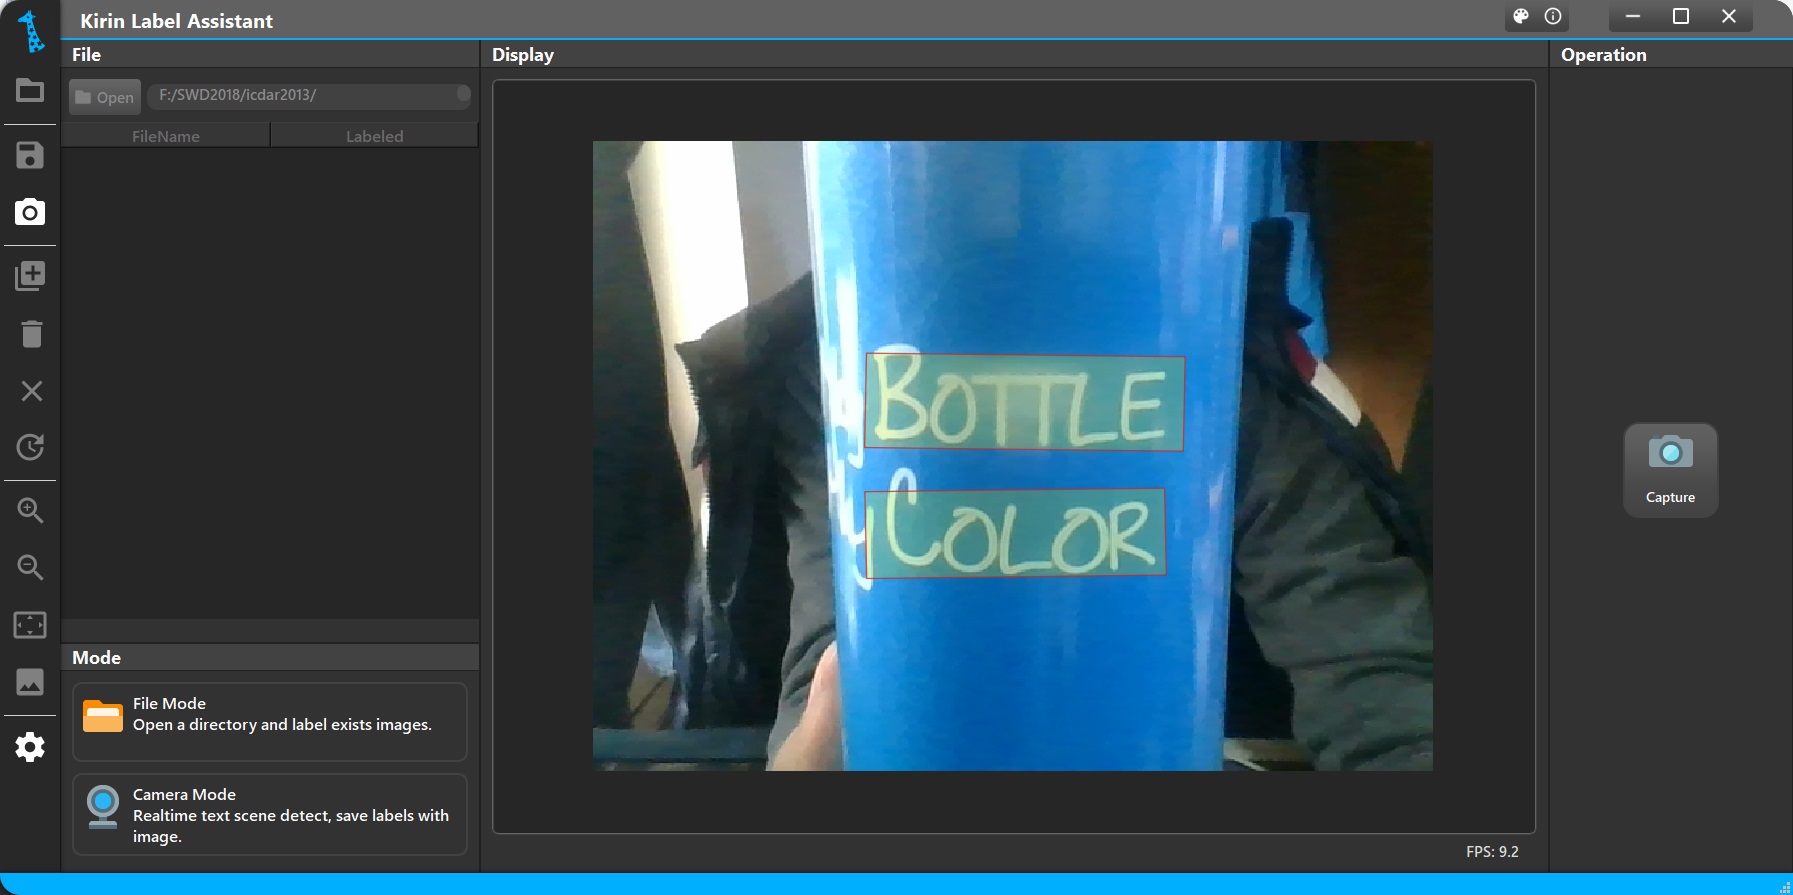 Kirin Label Assistant
File
Display
Operation
Open
F:/SWD2018/icdar2013/
FileName
Labeled
BOTTLE
COLOR
Capture
Mode
File Mode
Open a directory and label exists images.
Camera Mode
Realtime text scene detect, save labels with
image.
FPS: 9.2